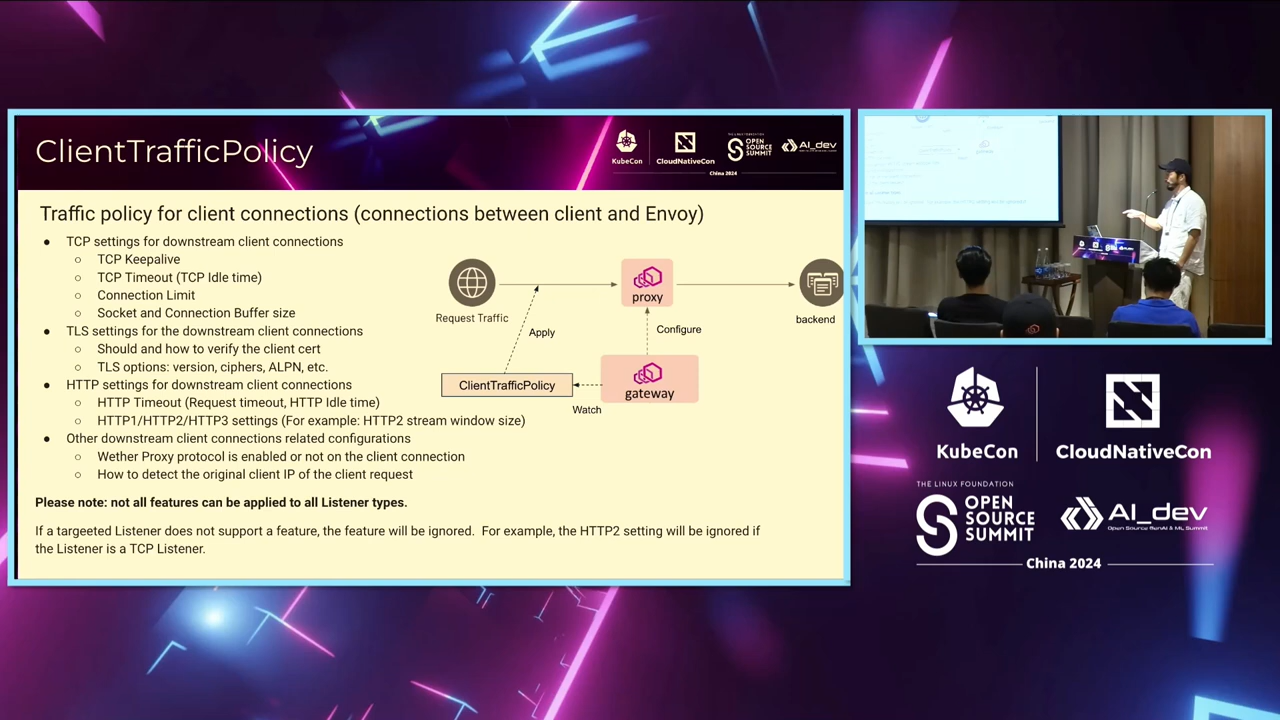 ClientTrafficPolicy
KubeCon
CloudNativeCon
THE LINUX FOUNDATION
OPEN
SOURCE
SUMMIT
AI_dev
China 2024
Traffic policy for client connections (connections between client and Envoy)
● TCP settings for downstream client connections
○ TCP Keepalive
○ TCP Timeout (TCP Idle time)
○ Connection Limit
○ Socket and Connection Buffer size
● TLS settings for the downstream client connections
○ Should and how to verify the client cert
○ TLS options: version, ciphers, ALPN, etc.
● HTTP settings for downstream client connections
○ HTTP Timeout (Request timeout, HTTP Idle time)
○ HTTP1/HTTP2/HTTP3 settings (For example: HTTP2 stream window size)
● Other downstream client connections related configurations
○ Wether Proxy protocol is enabled or not on the client connection
○ How to detect the original client IP of the client request
Please note: not all features can be applied to all Listener types.
If a targeeted Listener does not support a feature, the feature will be ignored. For example, the HTTP2 setting will be ignored if
the Listener is a TCP Listener.
Request Traffic
proxy
backend
Apply
Configure
ClientTrafficPolicy
gateway
Watch
KubeCon
CloudNativeCon
THE LINUX FOUNDATION
OPEN
SOURCE
SUMMIT
AI_dev
Open Source GenAI & ML Summit
China 2024